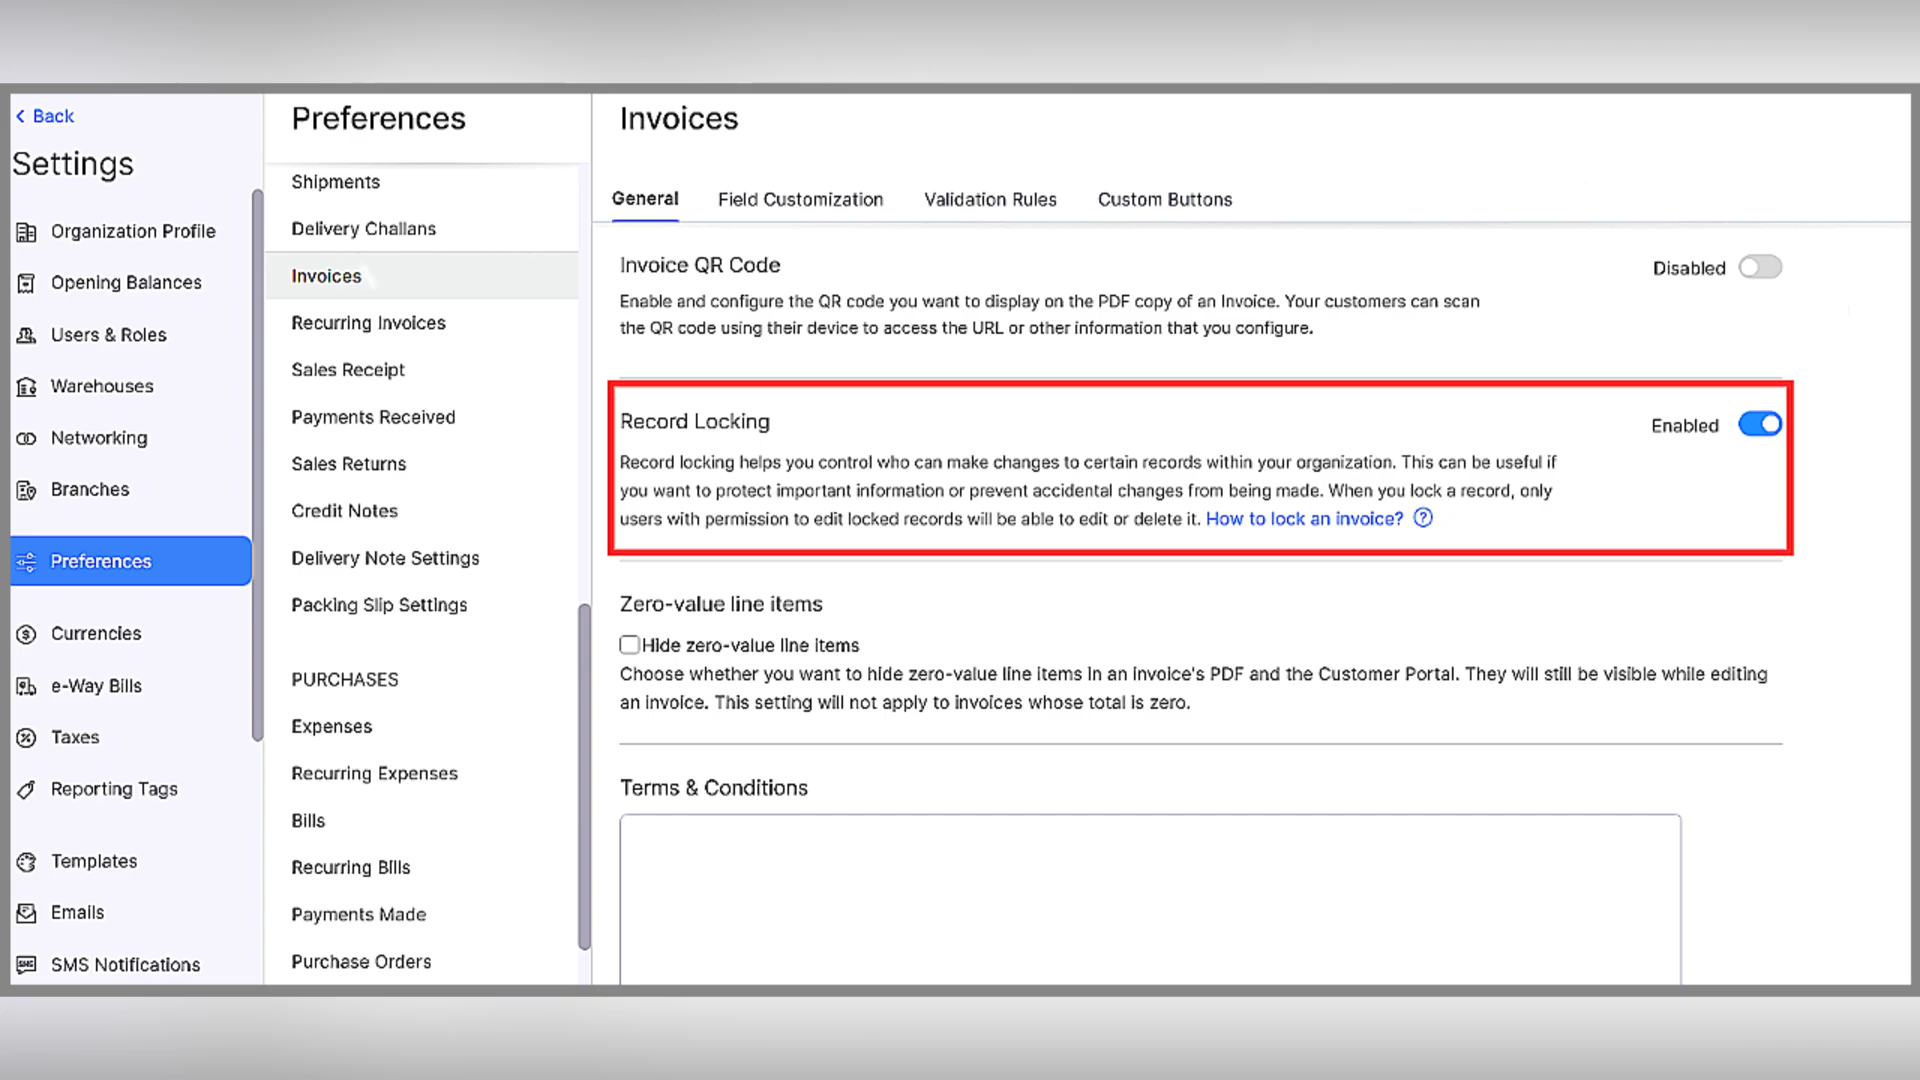 Back
Settings
Organization Profile
Opening Balances
Users & Roles
Warehouses
Networking
Branches
Preferences
Currencies
e-Way Bills
Taxes
Reporting Tags
Templates
Emails
SMS Notifications
Preferences
Shipments
Delivery Challans
Invoices
Recurring Invoices
Sales Receipt
Payments Received
Sales Returns
Credit Notes
Delivery Note Settings
Packing Slip Settings
PURCHASES
Expenses
Recurring Expenses
Bills
Recurring Bills
Payments Made
Purchase Orders
Invoices
General Field Customization Validation Rules Custom Buttons
Invoice QR Code Disabled
Enable and configure the QR code you want to display on the PDF copy of an Invoice. Your customers can scan
the QR code using their device to access the URL or other information that you configure.
Record Locking Enabled
Record locking helps you control who can make changes to certain records within your organization. This can be useful if
you want to protect important information or prevent accidental changes from being made. When you lock a record, only
users with permission to edit locked records will be able to edit or delete it. How to lock an invoice? ?
Zero-value line items
Hide zero-value line items
Choose whether you want to hide zero-value line items in an invoice's PDF and the Customer Portal. They will still be visible while editing
an invoice. This setting will not apply to invoices whose total is zero.
Terms & Conditions